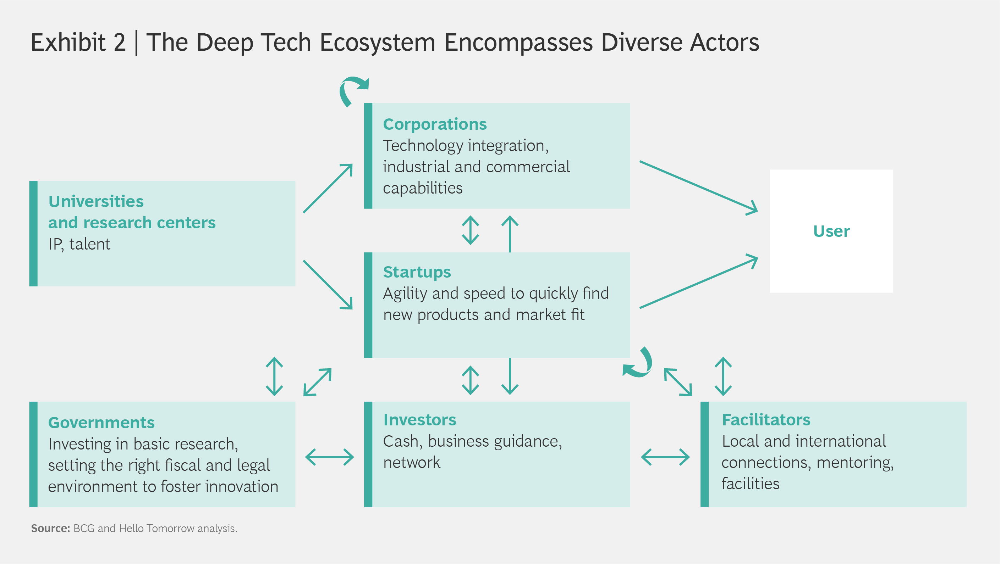 Exhibit 2 | The Deep Tech Ecosystem Encompasses Diverse Actors
Corporations
Technology integration,
industrial and commercial
capabilities
Universities
and research centers
IP, talent
User
Startups
Agility and speed to quickly find
new products and market fit
Governments
Investing in basic research,
setting the right fiscal and legal
environment to foster innovation
Investors
Cash, business guidance,
network
Facilitators
Local and international
connections, mentoring,
facilities
Source: BCG and Hello Tomorrow analysis.